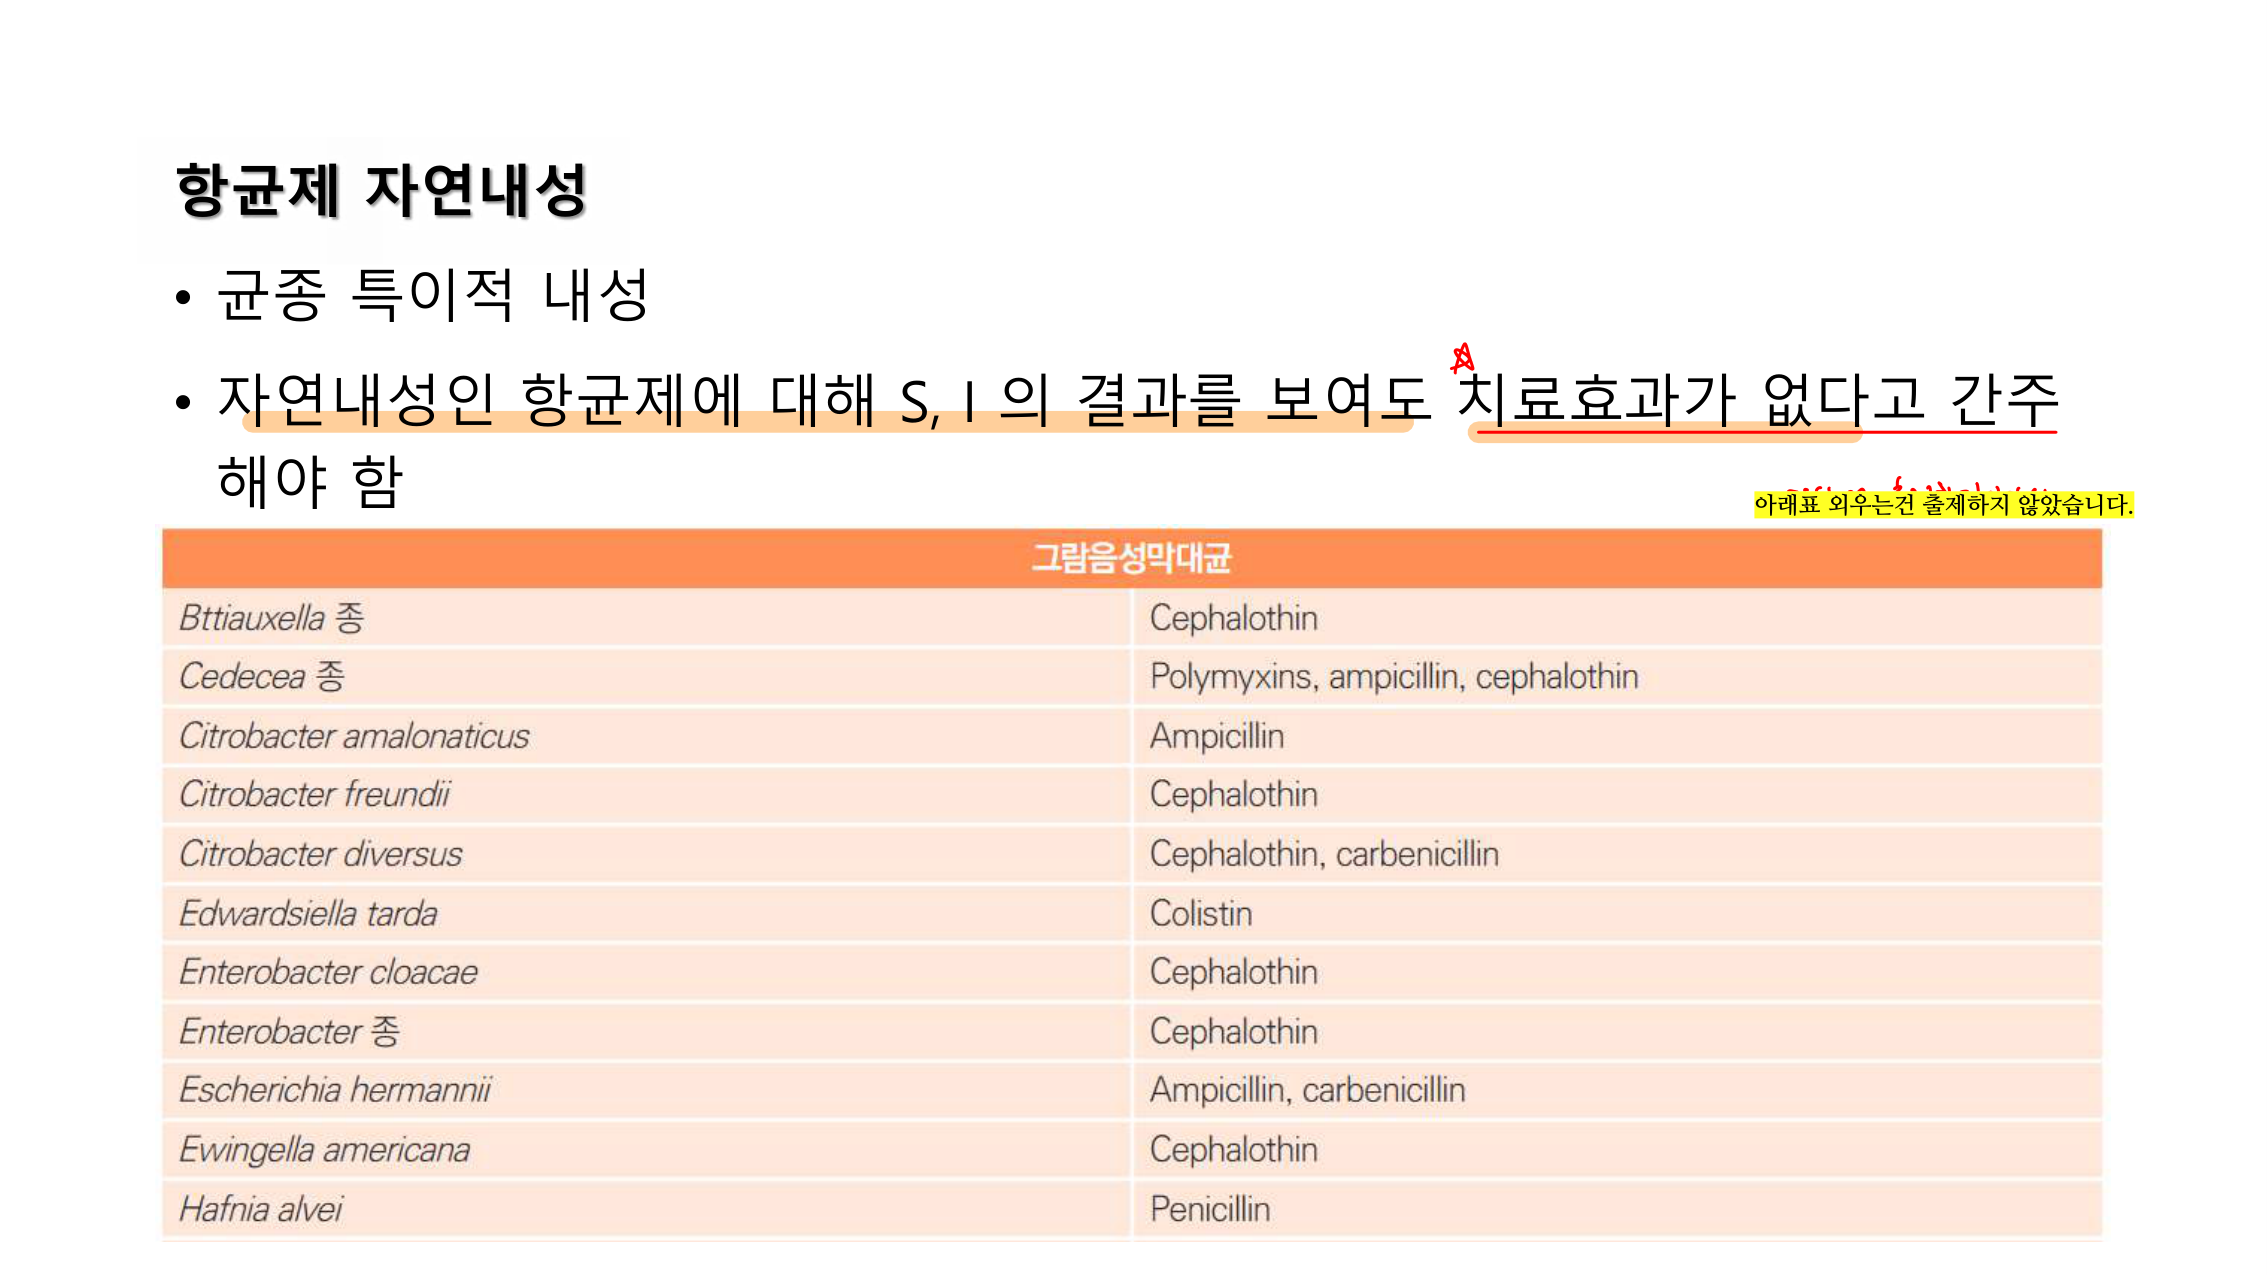 항균제 자연내성
• 균종 특이적 내성
• 자연내성인 항균제에 대해 S, I 의 결과를 보여도 치료효과가 없다고 간주
해야 함
아래표 외우는건 출제하지 않았습니다.
그람음성막대균
Bttiauxella 종 Cephalothin
Cedecea 종 Polymyxins, ampicillin, cephalothin
Citrobacter amalonaticus Ampicillin
Citrobacter freundii Cephalothin
Citrobacter diversus Cephalothin, carbenicillin
Edwardsiella tarda Colistin
Enterobacter cloacae Cephalothin
Enterobacter 종 Cephalothin
Escherichia hermannii Ampicillin, carbenicillin
Ewingella americana Cephalothin
Hafnia alvei Penicillin